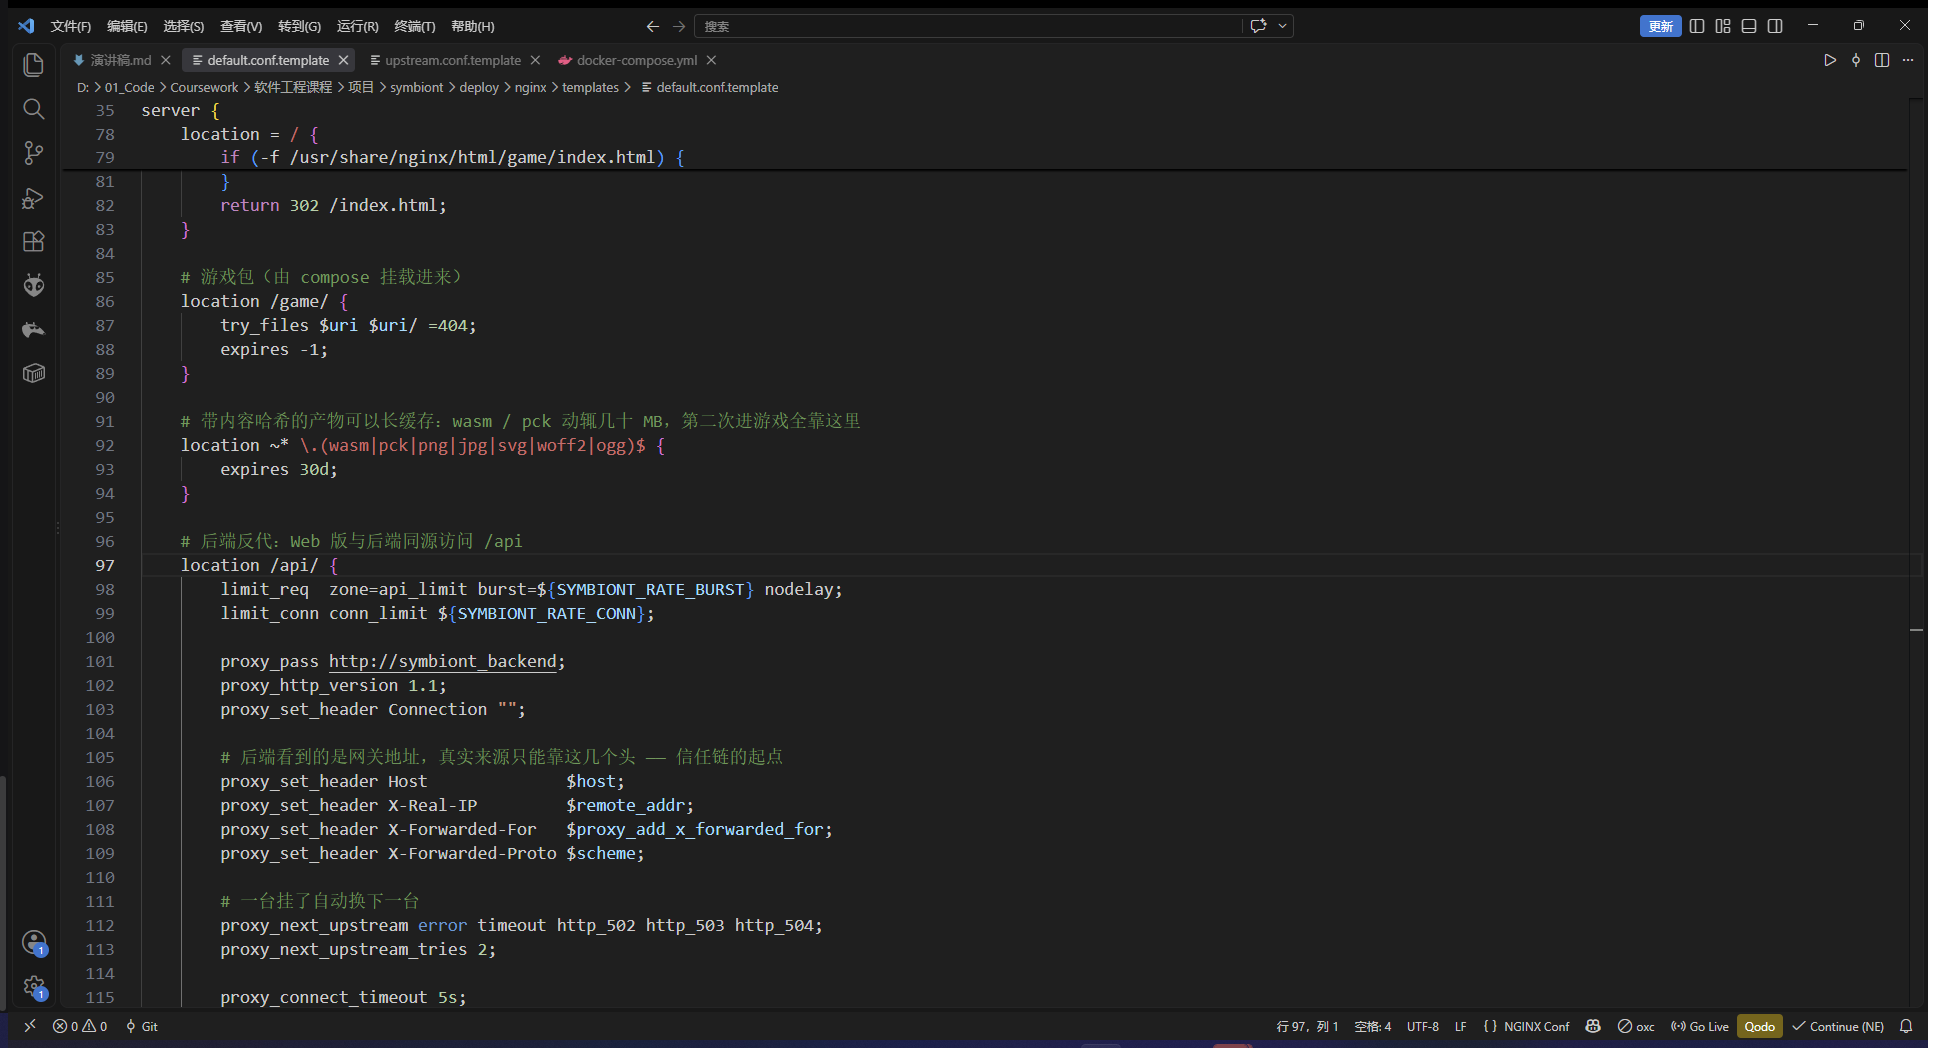 文件(F) 编辑(E) 选择(S) 查看(V) 转到(G) 运行(R) 终端(T) 帮助(H) 搜索 更新
演讲稿.md default.conf.template upstream.conf.template docker-compose.yml
D: > 01_Code > Coursework > 软件工程课程 > 项目 > symbiont > deploy > nginx > templates > default.conf.template
35 server {
78     location = / {
79         if (-f /usr/share/nginx/html/game/index.html) {
81         }
82         return 302 /index.html;
83     }
84
85     # 游戏包（由 compose 挂载进来）
86     location /game/ {
87         try_files $uri $uri/ =404;
88         expires -1;
89     }
90
91     # 带内容哈希的产物可以长缓存：wasm / pck 动辄几十 MB，第二次进游戏全靠这里
92     location ~* \.(wasm|pck|png|jpg|svg|woff2|ogg)$ {
93         expires 30d;
94     }
95
96     # 后端反代：Web 版与后端同源访问 /api
97     location /api/ {
98         limit_req  zone=api_limit burst=${SYMBIONT_RATE_BURST} nodelay;
99         limit_conn conn_limit ${SYMBIONT_RATE_CONN};
100
101         proxy_pass http://symbiont_backend;
102         proxy_http_version 1.1;
103         proxy_set_header Connection "";
104
105         # 后端看到的是网关地址，真实来源只能靠这几个头 —— 信任链的起点
106         proxy_set_header Host              $host;
107         proxy_set_header X-Real-IP         $remote_addr;
108         proxy_set_header X-Forwarded-For   $proxy_add_x_forwarded_for;
109         proxy_set_header X-Forwarded-Proto $scheme;
110
111         # 一台挂了自动换下一台
112         proxy_next_upstream error timeout http_502 http_503 http_504;
113         proxy_next_upstream_tries 2;
114
115         proxy_connect_timeout 5s;
1
1
0 0 Git 行 97，列 1 空格: 4 UTF-8 LF { } NGINX Conf oxc Go Live Qodo Continue (NE)